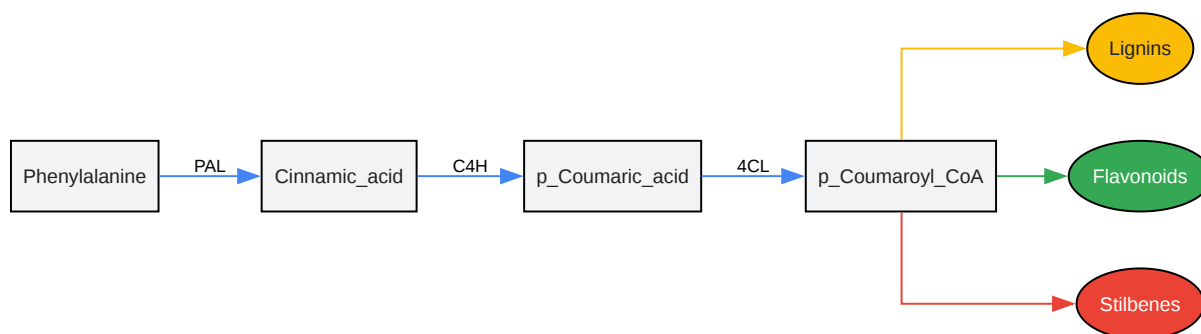 Lignins
Phenylalanine
PAL
Cinnamic_acid
C4H
p_Coumaric_acid
4CL
p_Coumaroyl_CoA
Flavonoids
Stilbenes